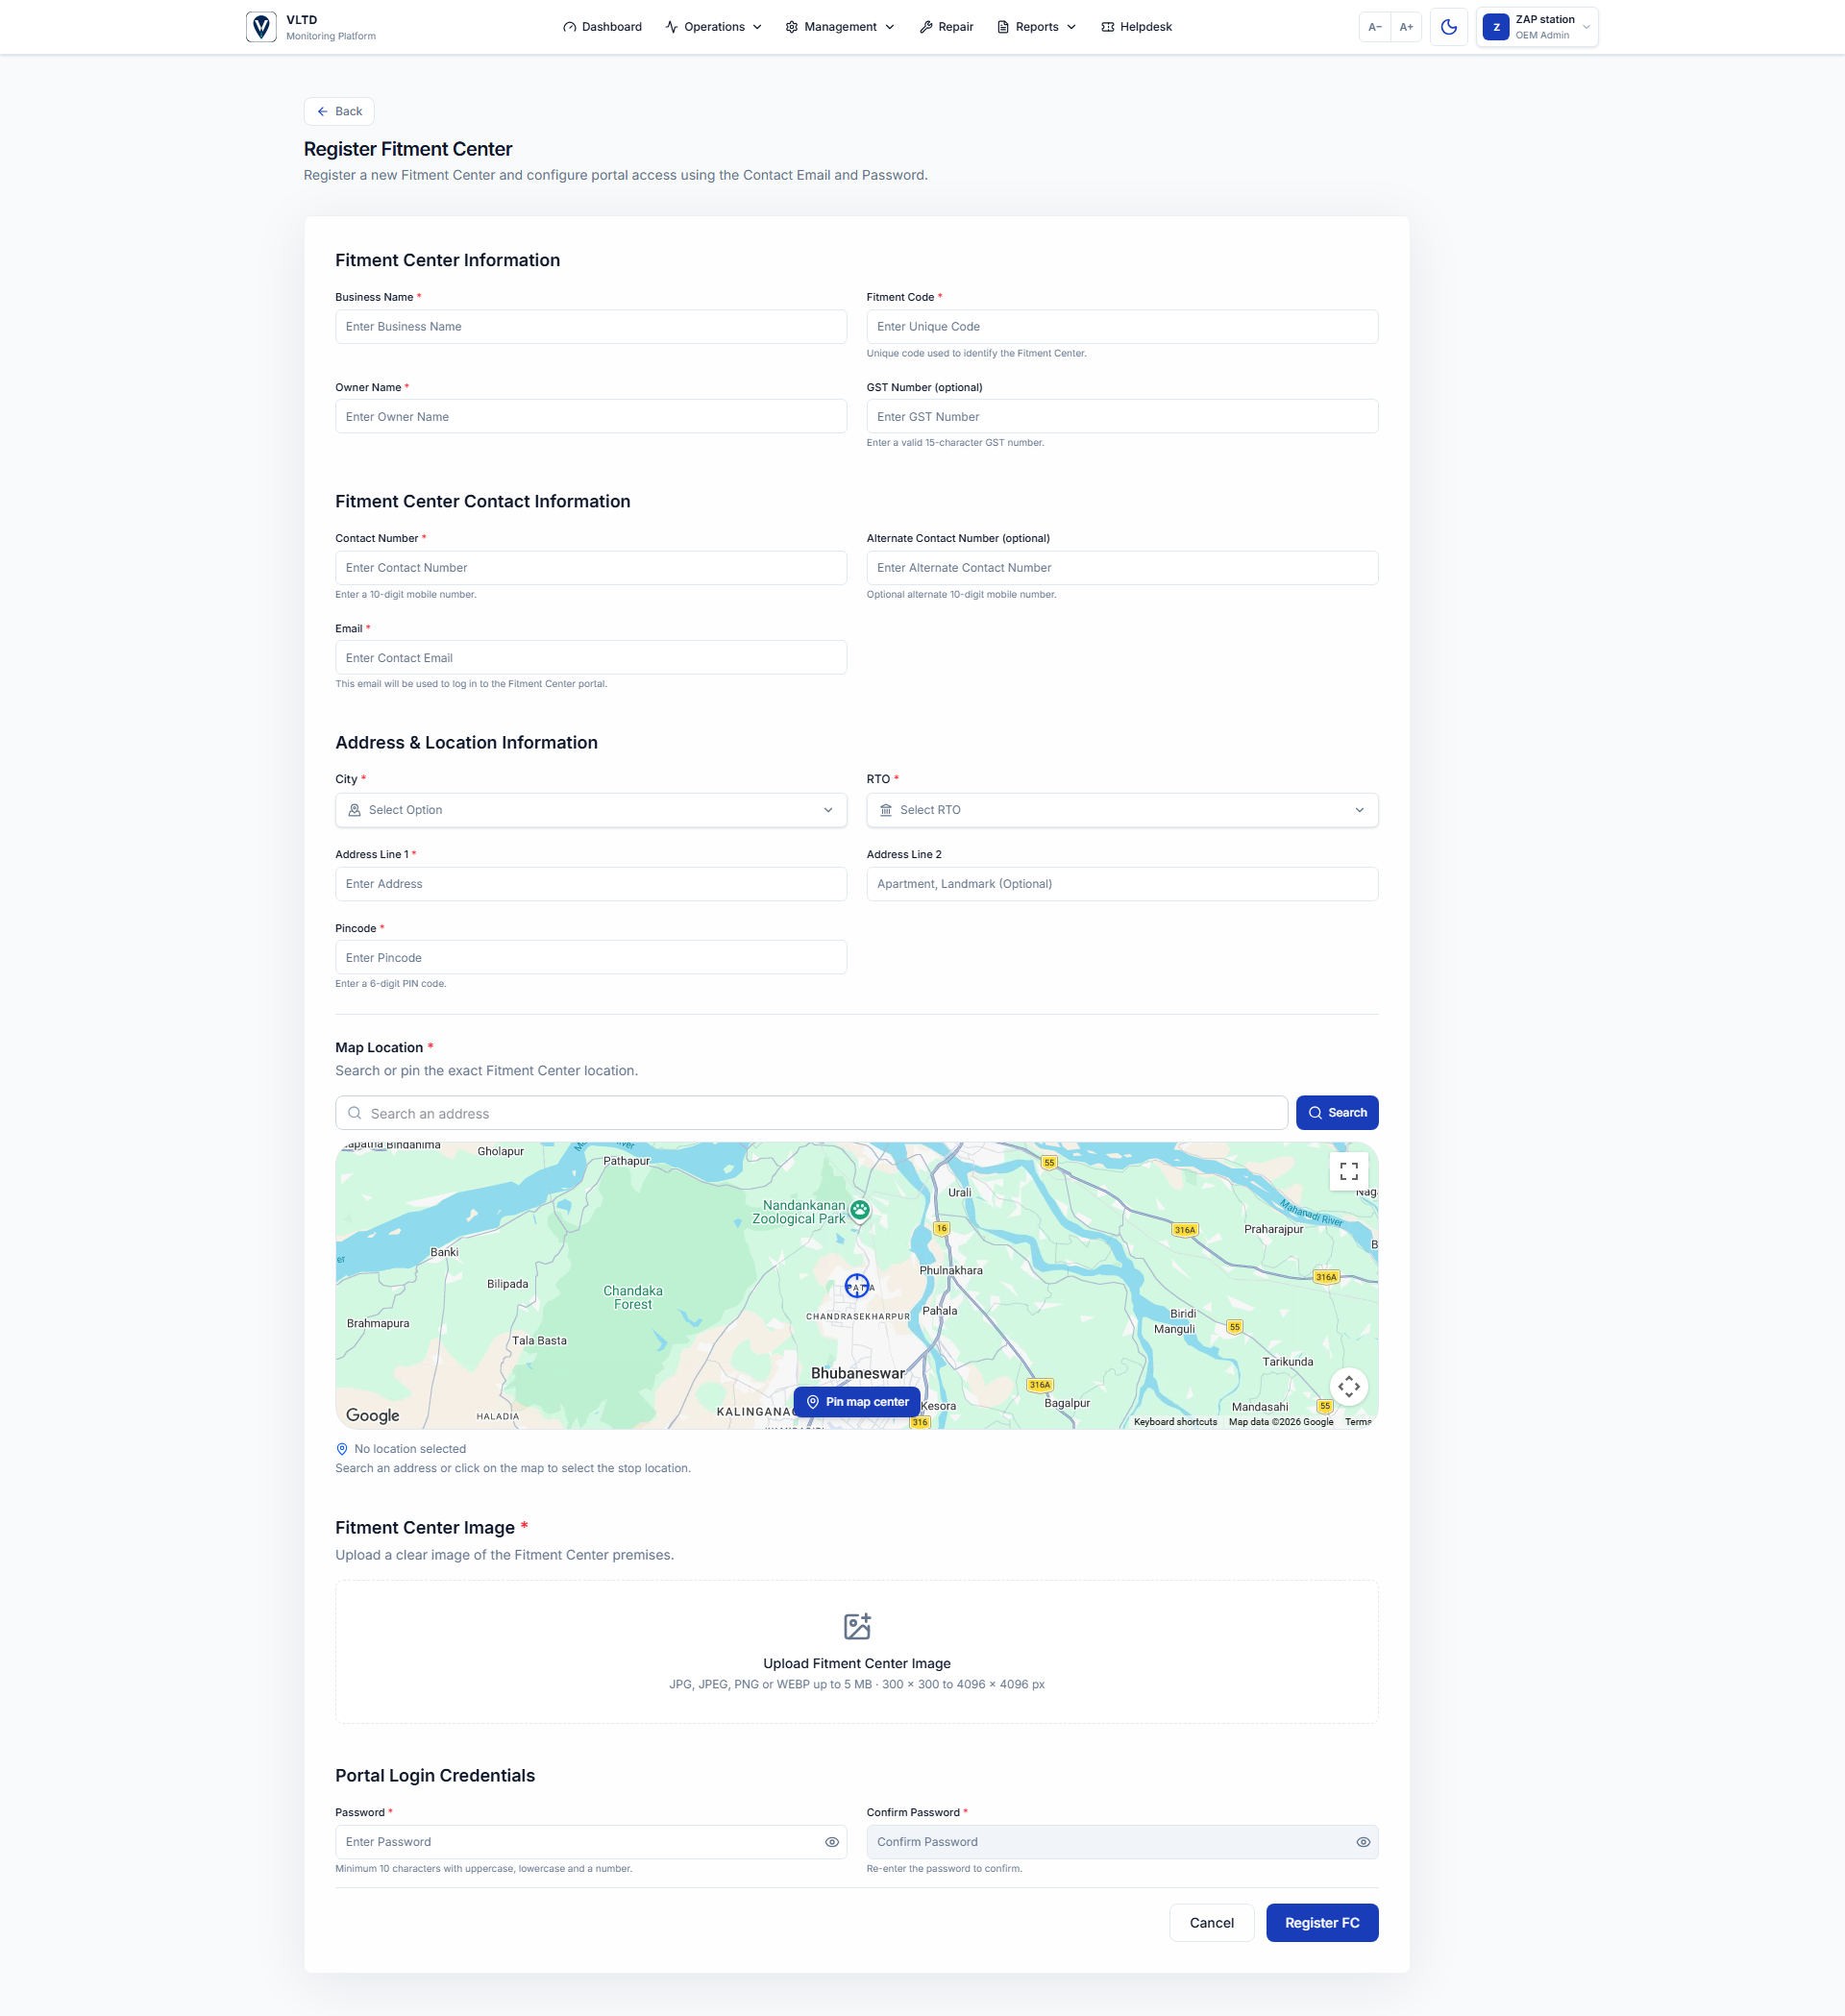 VLTD
Monitoring Platform
Dashboard
Operations
Management
Repair
Reports
Helpdesk
A−
A+
Z
ZAP station
OEM Admin
Back
Register Fitment Center
Register a new Fitment Center and configure portal access using the Contact Email and Password.
Fitment Center Information
Business Name *
Fitment Code *
Enter Business Name
Enter Unique Code
Unique code used to identify the Fitment Center.
Owner Name *
GST Number (optional)
Enter Owner Name
Enter GST Number
Enter a valid 15-character GST number.
Fitment Center Contact Information
Contact Number *
Alternate Contact Number (optional)
Enter Contact Number
Enter Alternate Contact Number
Enter a 10-digit mobile number.
Optional alternate 10-digit mobile number.
Email *
Enter Contact Email
This email will be used to log in to the Fitment Center portal.
Address & Location Information
City *
RTO *
Select Option
Select RTO
Address Line 1 *
Address Line 2
Enter Address
Apartment, Landmark (Optional)
Pincode *
Enter Pincode
Enter a 6-digit PIN code.
Map Location *
Search or pin the exact Fitment Center location.
Search an address
Search
Bindanima
Gholapur
Pathapur
55
Urali
Nandankanan
Zoological Park
16
316A
Mahanadi River
Praharajpur
Banki
Phulnakhara
316A
Bilipada
Chandaka
Forest
CHANDRASEKHARPUR
Pahala
Biridi
Brahmapura
Manguli
55
Tala Basta
Tarikunda
Bhubaneswar
316A
Pin map center
Kesora
Bagalpur
Mandasahi
55
Google
HALADIA
316
Keyboard shortcuts
Map data ©2026 Google
Terms
No location selected
Search an address or click on the map to select the stop location.
Fitment Center Image *
Upload a clear image of the Fitment Center premises.
Upload Fitment Center Image
JPG, JPEG, PNG or WEBP up to 5 MB · 300 × 300 to 4096 × 4096 px
Portal Login Credentials
Password *
Confirm Password *
Enter Password
Confirm Password
Minimum 10 characters with uppercase, lowercase and a number.
Re-enter the password to confirm.
Cancel
Register FC